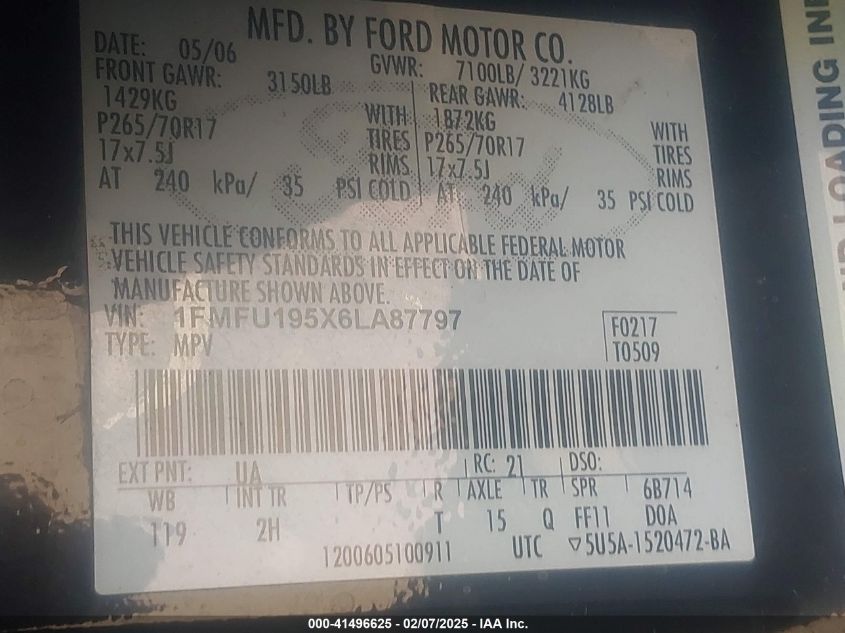 MFD. BY FORD MOTOR CO.
DATE: 05/06 GVWR: 7100LB/ 3221KG
FRONT GAWR: 3150LB REAR GAWR: 4128LB
1429KG WITH 1872KG WITH
P265/70R17 TIRES P265/70R17 TIRES
17x7.5J RIMS 17x7.5J RIMS
AT 240 kPa/ 35 PSI COLD AT 240 kPa/ 35 PSI COLD
THIS VEHICLE CONFORMS TO ALL APPLICABLE FEDERAL MOTOR
VEHICLE SAFETY STANDARDS IN EFFECT ON THE DATE OF
MANUFACTURE SHOWN ABOVE.
VIN: 1FMFU195X6LA87797 F0217
TYPE: MPV T0509
EXT PNT: UA RC: 21 DSO:
WB INT TR TP/PS R AXLE TR SPR 6B714
119 2H T 15 Q FF11 DOA
1200605100911 UTC ▽5U5A-1520472-BA
LOADING
000-41496625 - 02/07/2025 - IAA Inc.